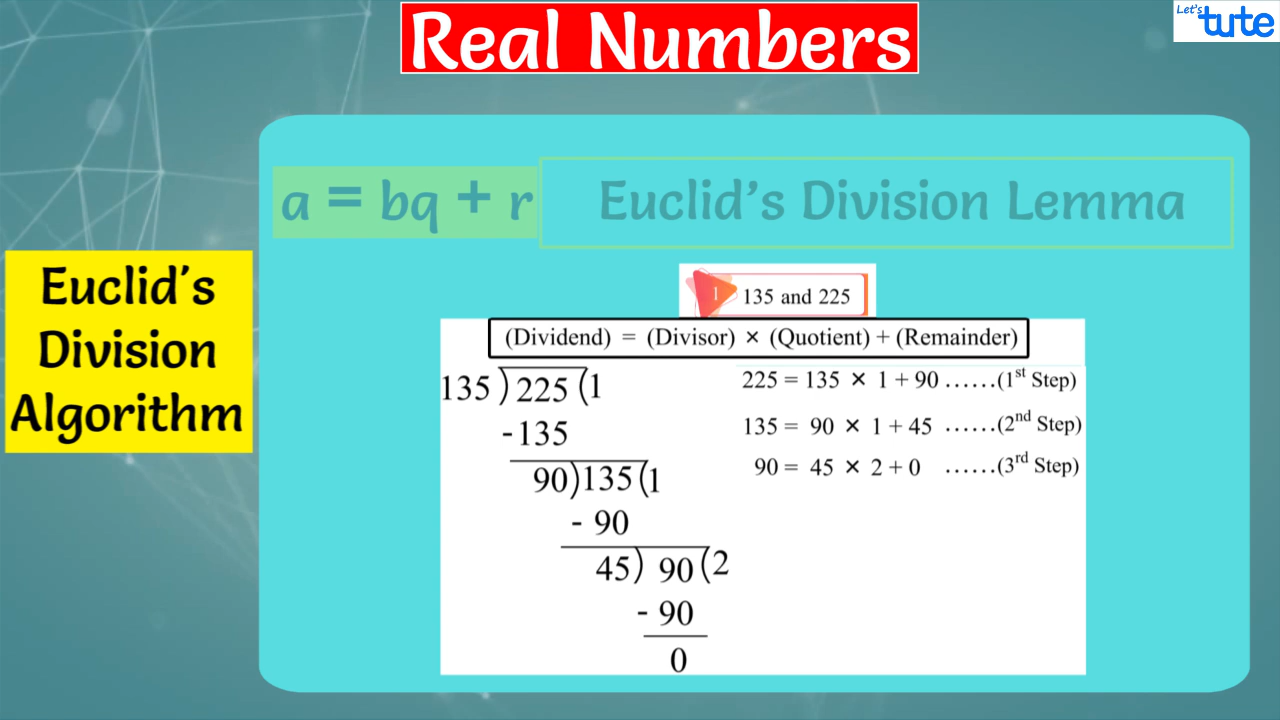 Real Numbers
Let's tute
a = bq + r
Euclid's Division Lemma
Euclid's
Division
Algorithm
1 135 and 225
(Dividend) = (Divisor) × (Quotient) + (Remainder)
135 ) 225 ( 1
-135
90 ) 135 ( 1
- 90
45 ) 90 ( 2
- 90
0
225 = 135 × 1 + 90 ......(1st Step)
135 = 90 × 1 + 45 ......(2nd Step)
90 = 45 × 2 + 0 ......(3rd Step)